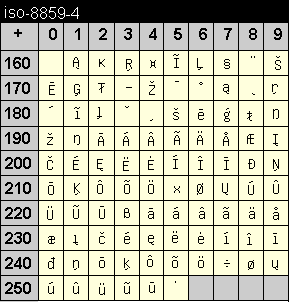 iso-8859-4
+ 0 1 2 3 4 5 6 7 8 9
160 Ą ĸ Ŗ ¤ Ĩ Ļ § ¨ Š
170 Ē Ģ Ŧ - Ž ¯ ° ą ˛ ŗ
180 ´ ĩ ļ ˇ ¸ š ē ģ ŧ Ŋ
190 ž ŋ Ā Á Â Ã Ä Å Æ Į
200 Č É Ę Ë Ė Í Î Ī Đ Ņ
210 Ō Ķ Ô Õ Ö × Ø Ų Ú Û
220 Ü Ũ Ū ß ā á â ã ä å
230 æ į č é ę ë ė í î ī
240 đ ņ ō ķ ô õ ö ÷ ø ų
250 ú û ü ũ ū ˙